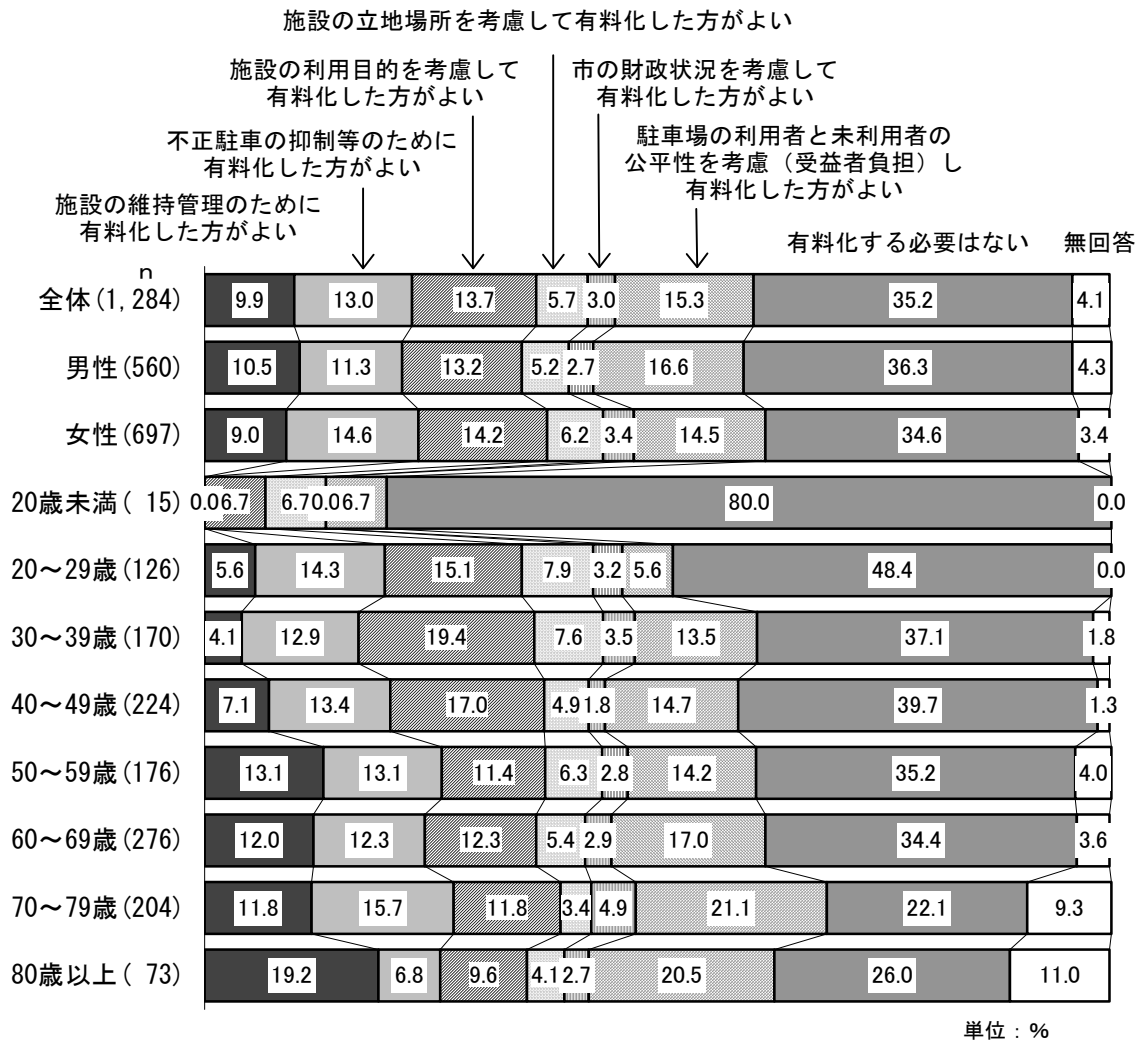 施設の立地場所を考慮して有料化した方がよい
施設の利用目的を考慮して
有料化した方がよい
市の財政状況を考慮して
有料化した方がよい
不正駐車の抑制等のために
有料化した方がよい
駐車場の利用者と未利用者の
公平性を考慮（受益者負担）し
有料化した方がよい
施設の維持管理のために
有料化した方がよい
有料化する必要はない 無回答
n
全体(1,284) 9.9 13.0 13.7 5.7 3.0 15.3 35.2 4.1
男性(560) 10.5 11.3 13.2 5.2 2.7 16.6 36.3 4.3
女性(697) 9.0 14.6 14.2 6.2 3.4 14.5 34.6 3.4
20歳未満( 15) 0.0 6.7 6.7 0.0 6.7 80.0 0.0
20～29歳(126) 5.6 14.3 15.1 7.9 3.2 5.6 48.4 0.0
30～39歳(170) 4.1 12.9 19.4 7.6 3.5 13.5 37.1 1.8
40～49歳(224) 7.1 13.4 17.0 4.9 1.8 14.7 39.7 1.3
50～59歳(176) 13.1 13.1 11.4 6.3 2.8 14.2 35.2 4.0
60～69歳(276) 12.0 12.3 12.3 5.4 2.9 17.0 34.4 3.6
70～79歳(204) 11.8 15.7 11.8 3.4 4.9 21.1 22.1 9.3
80歳以上( 73) 19.2 6.8 9.6 4.1 2.7 20.5 26.0 11.0
単位：%